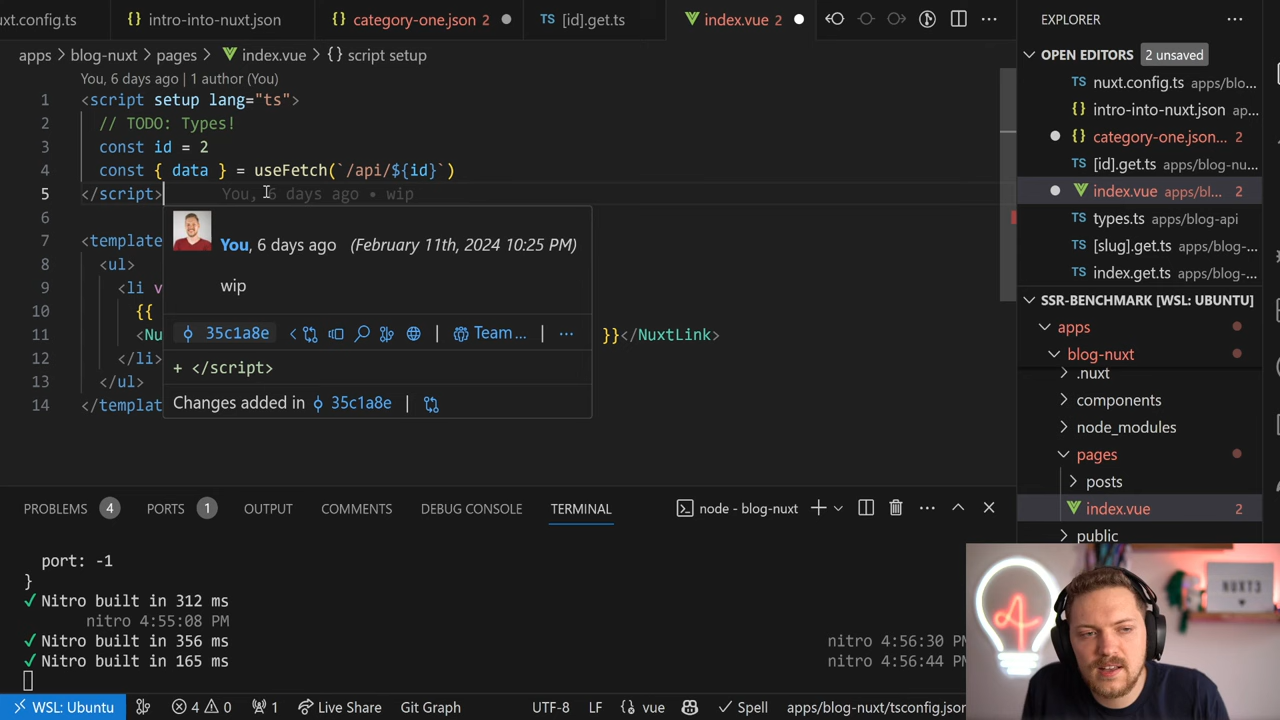 xt.config.ts
intro-into-nuxt.json
category-one.json 2
TS [id].get.ts
index.vue 2
apps > blog-nuxt > pages > index.vue > {} script setup
You, 6 days ago | 1 author (You)
1 <script setup lang="ts">
2 // TODO: Types!
3 const id = 2
4 const { data } = useFetch(`/api/${id}`)
5 </script> You, 6 days ago • wip
6
7 <templat
8 <ul>
9 <li v
10 {{
11 <Nu }}</NuxtLink>
12 </li>
13 </ul>
14 </templat
You, 6 days ago (February 11th, 2024 10:25 PM)
wip
35c1a8e | Team... | ...
+ </script>
Changes added in 35c1a8e |
PROBLEMS 4 PORTS 1 OUTPUT COMMENTS DEBUG CONSOLE TERMINAL node - blog-nuxt
port: -1
}
✓ Nitro built in 312 ms
nitro 4:55:08 PM
✓ Nitro built in 356 ms nitro 4:56:30 PM
✓ Nitro built in 165 ms nitro 4:56:44 PM
EXPLORER
OPEN EDITORS 2 unsaved
TS nuxt.config.ts apps/blo...
{} intro-into-nuxt.json app...
{} category-one.json... 2
TS [id].get.ts apps/blog-nu...
index.vue apps/bl... 2
TS types.ts apps/blog-api
TS [slug].get.ts apps/blog-...
TS index.get.ts apps/blog-...
SSR-BENCHMARK [WSL: UBUNTU]
apps
blog-nuxt
.nuxt
components
node_modules
pages
posts
index.vue 2
public
NUXT3
WSL: Ubuntu 4 0 1 Live Share Git Graph UTF-8 LF {} vue Spell apps/blog-nuxt/tsconfig.json